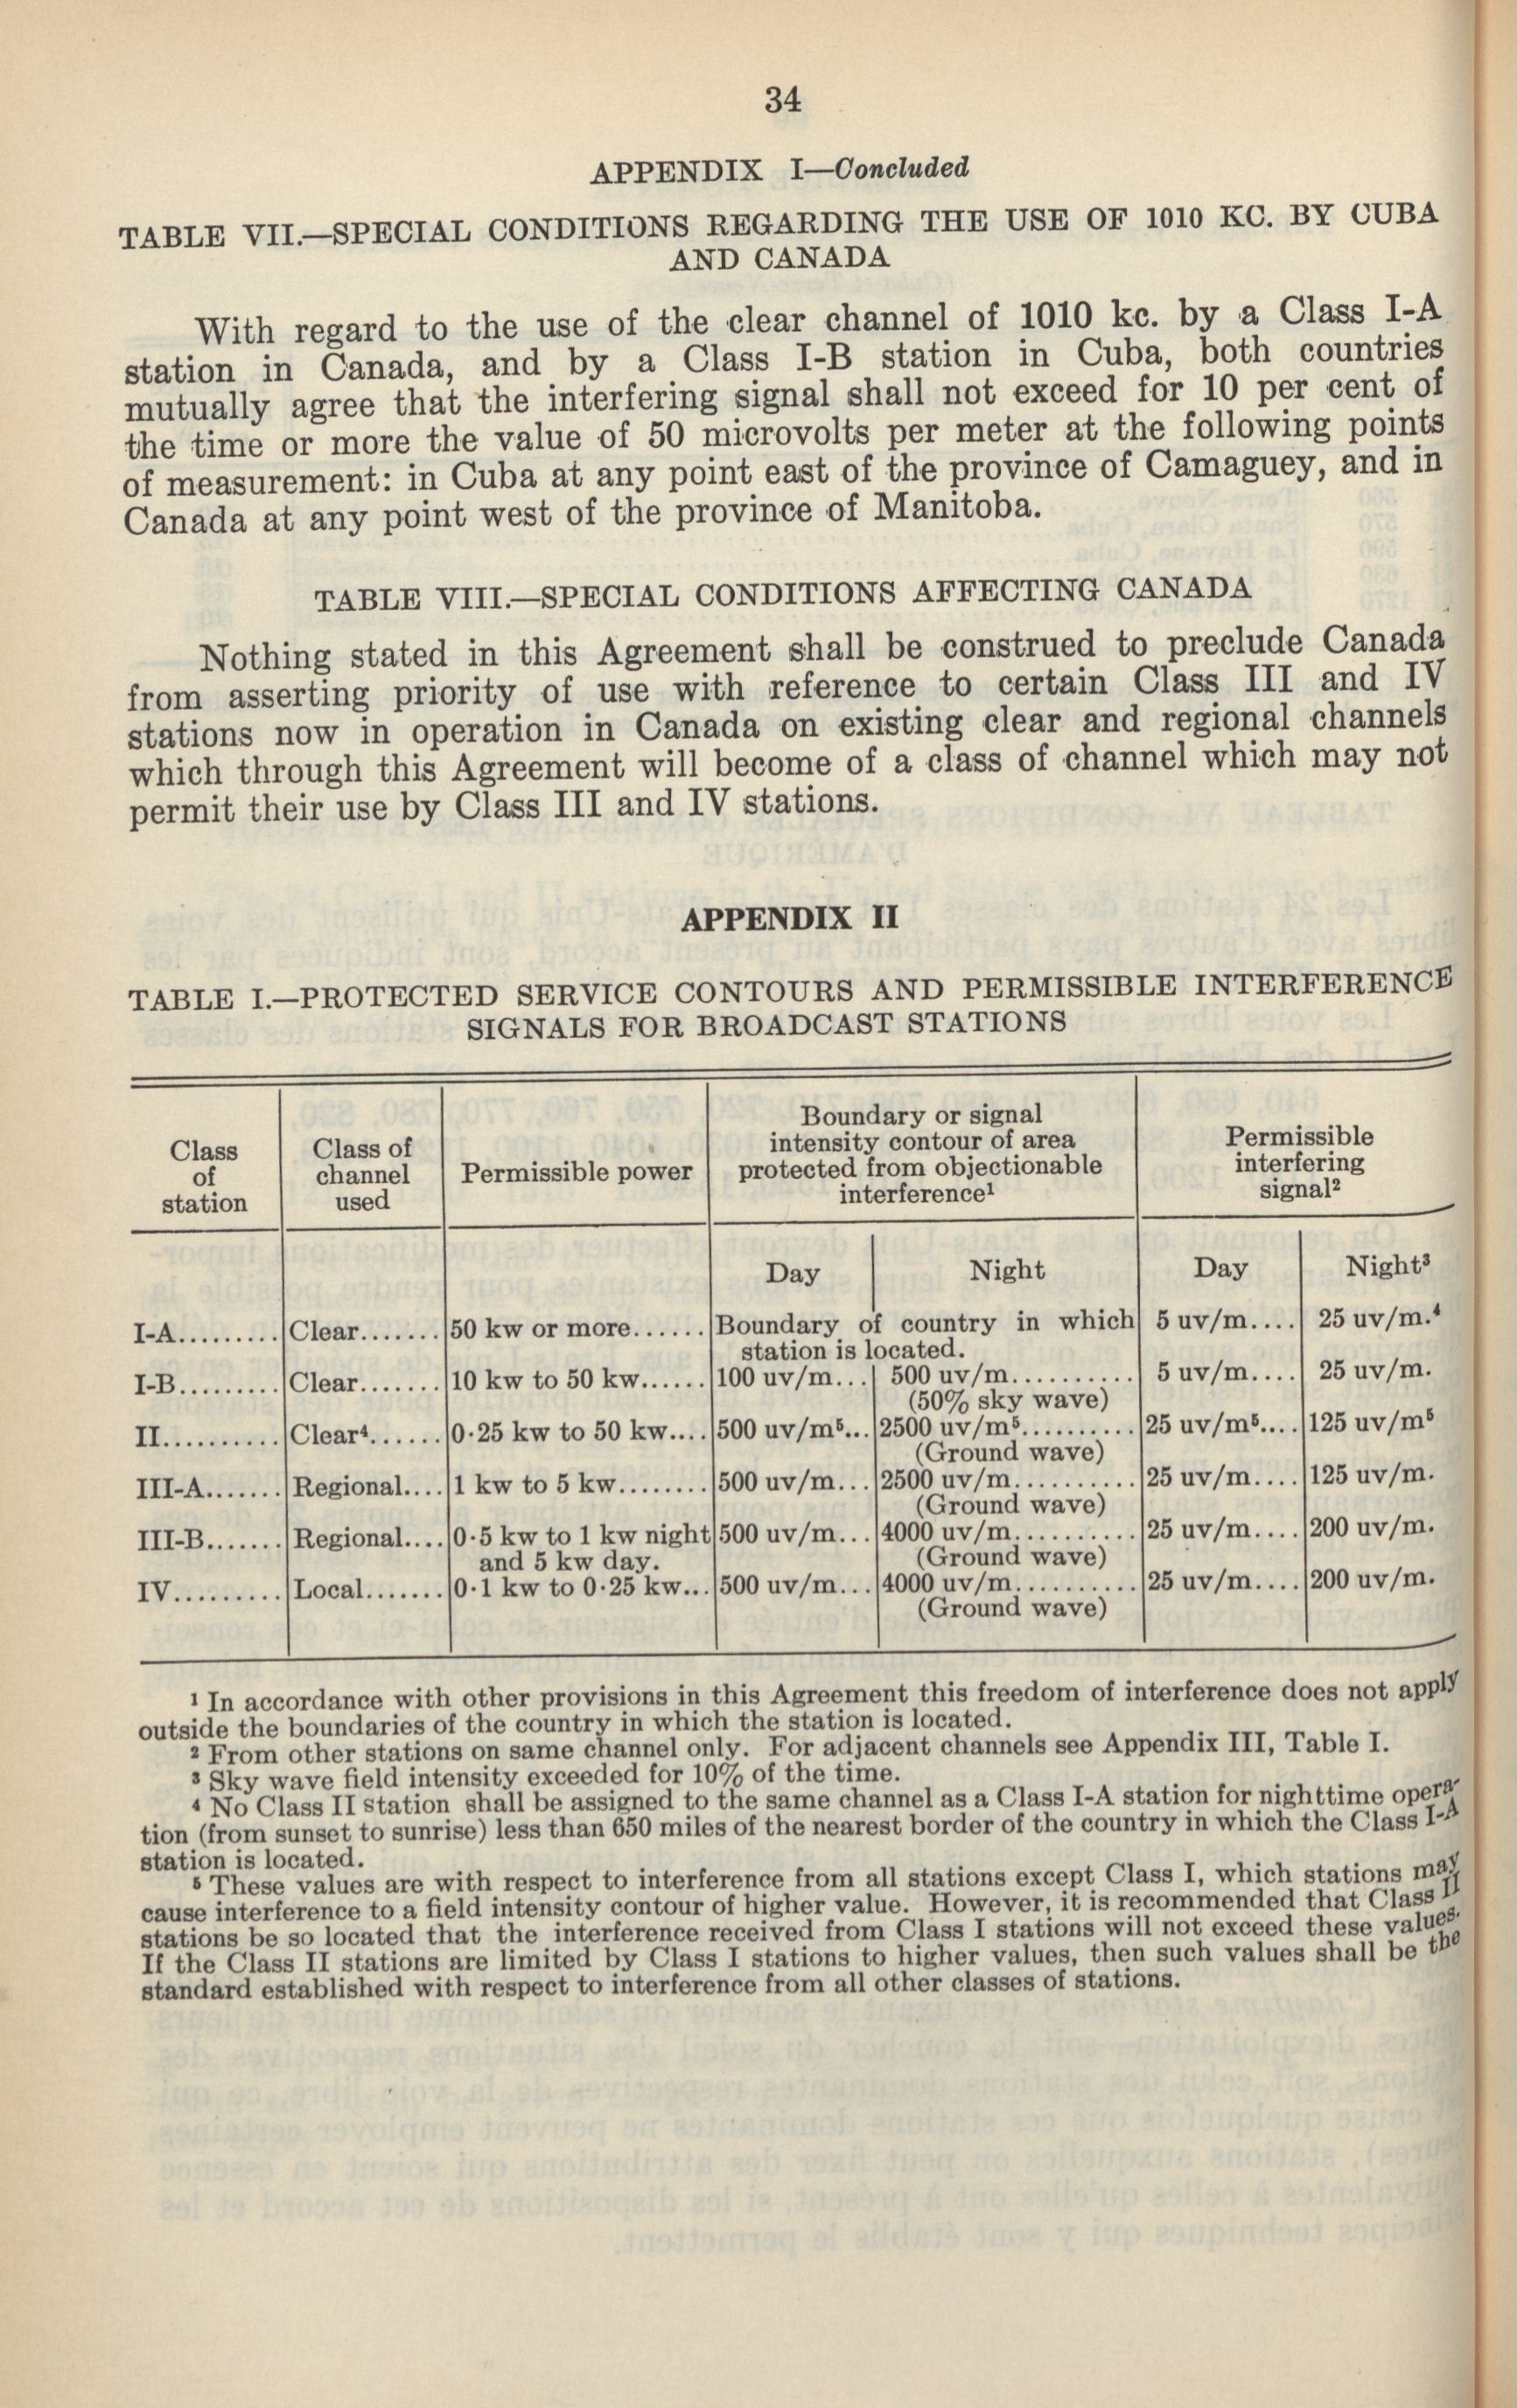 34
APPENDIX I—Concluded
TABLE VII.—SPECIAL CONDITIONS REGARDING THE USE OF 1010 KC. BY CUBA
AND CANADA
With regard to the use of the clear channel of 1010 kc. by a Class I-A
station in Canada, and by a Class I-B station in Cuba, both countries
mutually agree that the interfering signal shall not exceed for 10 per cent of
the time or more the value of 50 microvolts per meter at the following points
of measurement: in Cuba at any point east of the province of Camaguey, and in
Canada at any point west of the province of Manitoba.
TABLE VIII.—SPECIAL CONDITIONS AFFECTING CANADA
Nothing stated in this Agreement shall be construed to preclude Canada
from asserting priority of use with reference to certain Class III and IV
stations now in operation in Canada on existing clear and regional channels
which through this Agreement will become of a class of channel which may not
permit their use by Class III and IV stations.
APPENDIX II
TABLE I.—PROTECTED SERVICE CONTOURS AND PERMISSIBLE INTERFERENCE
SIGNALS FOR BROADCAST STATIONS
Class
of
station
Class of
channel
used
Permissible power
Boundary or signal
intensity contour of area
protected from objectionable
interference¹
Permissible
interfering
signal²
Day Night Day Night³
I-A......... Clear....... 50 kw or more...... Boundary of country in which 5 uv/m.... 25 uv/m.⁴
station is located.
I-B......... Clear....... 10 kw to 50 kw...... 100 uv/m... 500 uv/m.......... 5 uv/m.... 25 uv/m.
(50% sky wave)
II.......... Clear⁴...... 0·25 kw to 50 kw.... 500 uv/m⁵... 2500 uv/m⁵.......... 25 uv/m⁵.... 125 uv/m⁵
(Ground wave)
III-A....... Regional.... 1 kw to 5 kw........ 500 uv/m... 2500 uv/m.......... 25 uv/m.... 125 uv/m.
(Ground wave)
III-B....... Regional.... 0·5 kw to 1 kw night 500 uv/m... 4000 uv/m.......... 25 uv/m.... 200 uv/m.
and 5 kw day. (Ground wave)
IV......... Local....... 0·1 kw to 0·25 kw... 500 uv/m... 4000 uv/m.......... 25 uv/m.... 200 uv/m.
(Ground wave)
¹ In accordance with other provisions in this Agreement this freedom of interference does not apply
outside the boundaries of the country in which the station is located.
² From other stations on same channel only. For adjacent channels see Appendix III, Table I.
³ Sky wave field intensity exceeded for 10% of the time.
⁴ No Class II station shall be assigned to the same channel as a Class I-A station for nighttime opera-
tion (from sunset to sunrise) less than 650 miles of the nearest border of the country in which the Class I-A
station is located.
⁵ These values are with respect to interference from all stations except Class I, which stations may
cause interference to a field intensity contour of higher value. However, it is recommended that Class II
stations be so located that the interference received from Class I stations will not exceed these values.
If the Class II stations are limited by Class I stations to higher values, then such values shall be the
standard established with respect to interference from all other classes of stations.